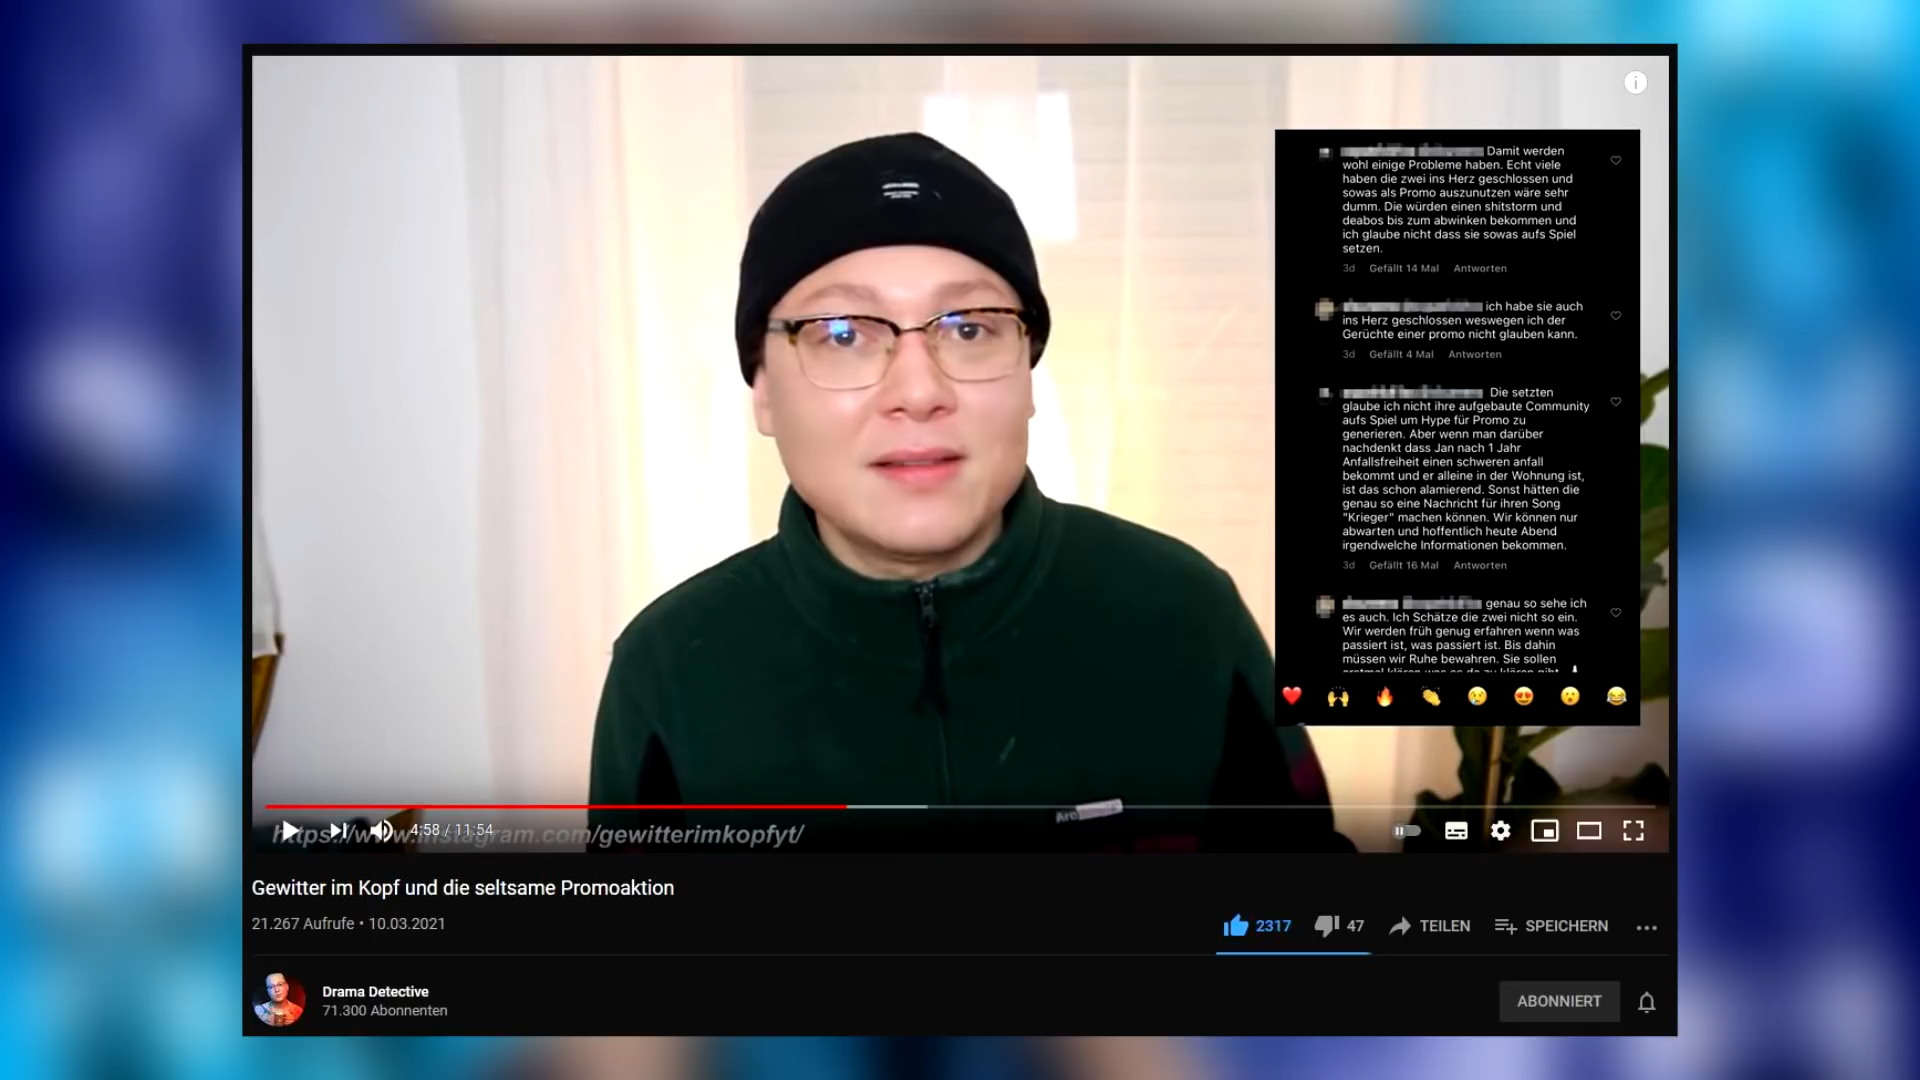 Damit werden
wohl einige Probleme haben. Echt viele
haben die zwei ins Herz geschlossen und
sowas als Promo auszunutzen wäre sehr
dumm. Die würden einen shitstorm und
deabos bis zum abwinken bekommen und
ich glaube nicht dass sie sowas aufs Spiel
setzen.
3d Gefällt 14 Mal Antworten
ich habe sie auch
ins Herz geschlossen weswegen ich der
Gerüchte einer promo nicht glauben kann.
3d Gefällt 4 Mal Antworten
Die setzten
glaube ich nicht ihre aufgebaute Community
aufs Spiel um Hype für Promo zu
generieren. Aber wenn man darüber
nachdenkt dass Jan nach 1 Jahr
Anfallsfreiheit einen schweren anfall
bekommt und er alleine in der Wohnung ist,
ist das schon alamierend. Sonst hätten die
genau so eine Nachricht für ihren Song
"Krieger" machen können. Wir können nur
abwarten und hoffentlich heute Abend
irgendwelche Informationen bekommen.
3d Gefällt 16 Mal Antworten
genau so sehe ich
es auch. Ich Schätze die zwei nicht so ein.
Wir werden früh genug erfahren wenn was
passiert ist, was passiert ist. Bis dahin
müssen wir Ruhe bewahren. Sie sollen
erstmal klären was es da zu klären gibt
https://www.instagram.com/gewitterimkopfyt/
4:58 / 11:54
Gewitter im Kopf und die seltsame Promoaktion
21.267 Aufrufe • 10.03.2021
2317 47 TEILEN SPEICHERN
Drama Detective
71.300 Abonnenten
ABONNIERT